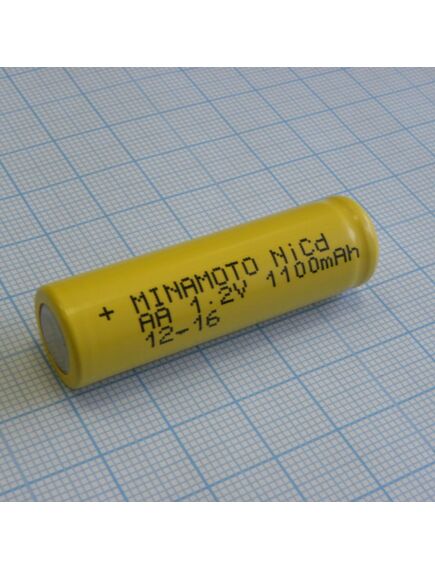 + MINAMOTO NiCd
AA 1.2V 1100mAh
12-16